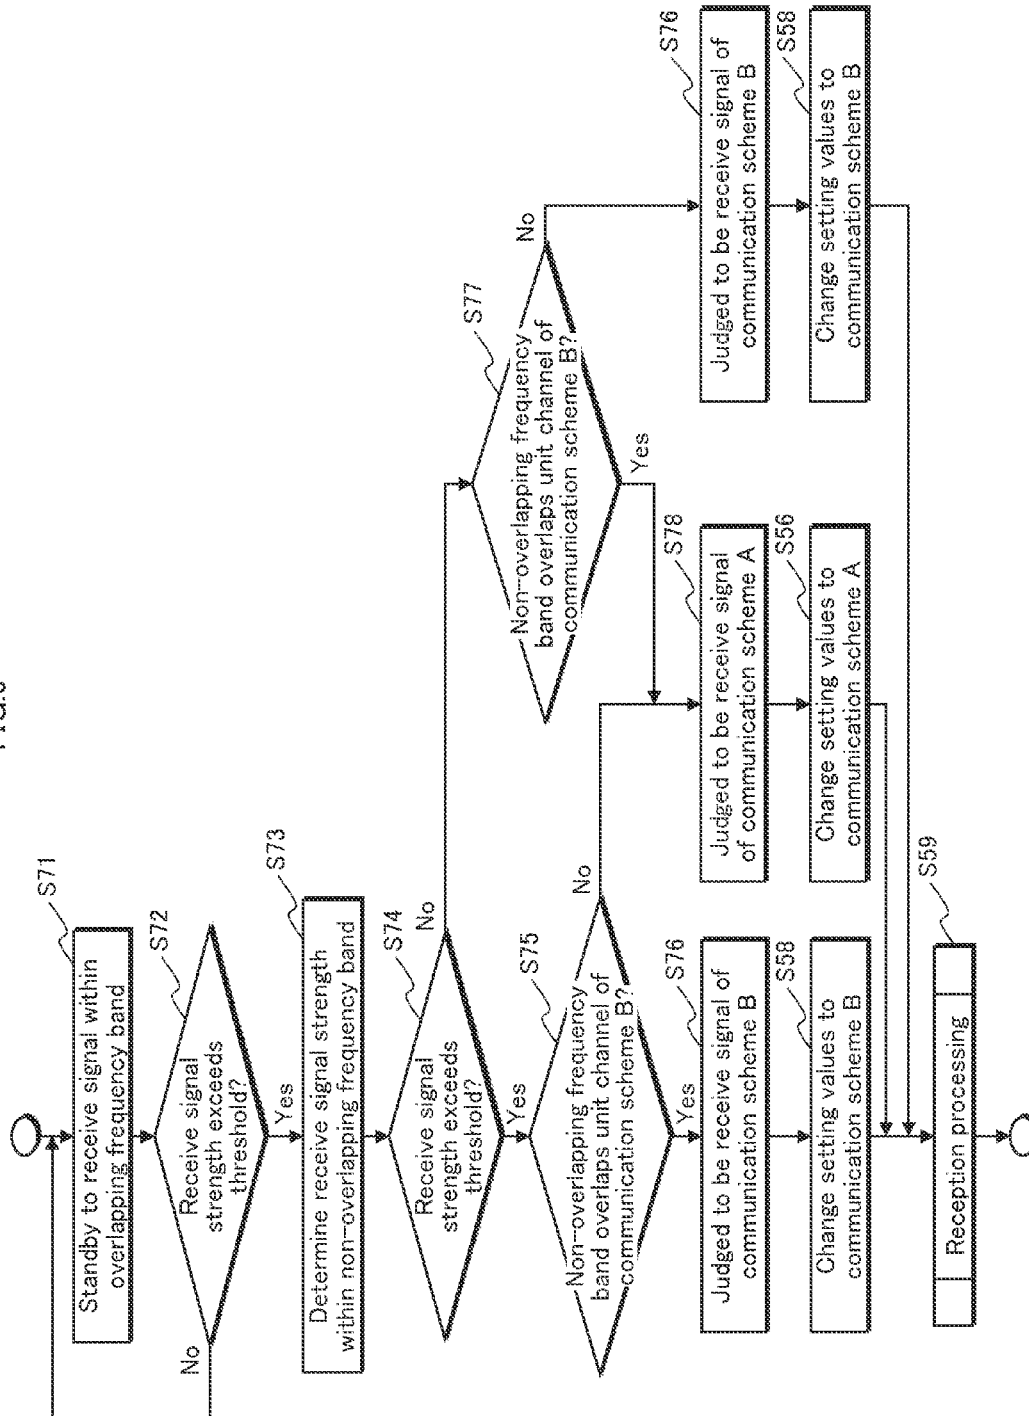 S71
Standby to receive signal within
overlapping frequency band
S72
Receive signal
strength exceeds
threshold?
No
Yes
S73
Determine receive signal strength
within non-overlapping frequency band
S74
Receive signal
strength exceeds
threshold?
No
Yes
S75
Non-overlapping frequency
band overlaps unit channel of
communication scheme B?
No
Yes
S76
Judged to be receive signal of
communication scheme B
S58
Change setting values to
communication scheme B
S77
Non-overlapping frequency
band overlaps unit channel of
communication scheme B?
No
Yes
S78
Judged to be receive signal
of communication scheme A
S56
Change setting values to
communication scheme A
S76
Judged to be receive signal of
communication scheme B
S58
Change setting values to
communication scheme B
S59
Reception processing